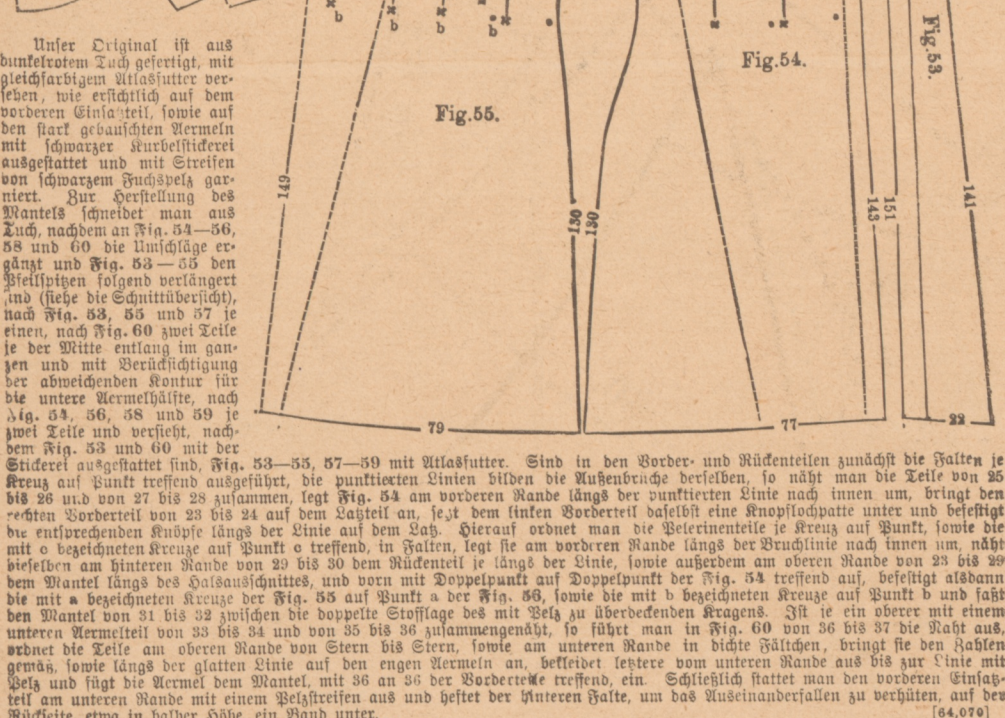 b
b
b
b
Fig. 53.
Fig. 54.
Fig. 55.
149
130
130
143
151
141
79
77
22
Unser Original ist aus
dunkelrotem Tuch gefertigt, mit
gleichfarbigem Atlasfutter ver-
sehen, wie ersichtlich auf dem
vorderen Einsatzteil, sowie auf
den stark gebauschten Aermeln
mit schwarzer Kurbelstickerei
ausgestattet und mit Streifen
von schwarzem Fuchspelz gar-
niert. Zur Herstellung des
Mantels schneidet man aus
Tuch, nachdem an Fig. 54—56,
58 und 60 die Umschläge er-
gänzt und Fig. 53—55 den
Pfeilspitzen folgend verlängert
sind (siehe die Schnittübersicht),
nach Fig. 53, 55 und 57 je
einen, nach Fig. 60 zwei Teile
je der Mitte entlang im gan-
zen und mit Berücksichtigung
der abweichenden Kontur für
die untere Aermelhälfte, nach
Fig. 54, 56, 58 und 59 je
zwei Teile und versieht, nach-
dem Fig. 53 und 60 mit der
Stickerei ausgestattet sind, Fig. 53—55, 57—59 mit Atlasfutter. Sind in den Vorder- und Rückenteilen zunächst die Falten je
Kreuz auf Punkt treffend ausgeführt, die punktierten Linien bilden die Außenbrüche derselben, so näht man die Teile von 25
bis 26 und von 27 bis 28 zusammen, legt Fig. 54 am vorderen Rande längs der punktierten Linie nach innen um, bringt den
rechten Vorderteil von 23 bis 24 auf dem Latzteil an, setzt dem linken Vorderteil daselbst eine Knopflochpatte unter und befestigt
die entsprechenden Knöpfe längs der Linie auf dem Latz. Hierauf ordnet man die Pelerinenteile je Kreuz auf Punkt, sowie die
mit c bezeichneten Kreuze auf Punkt c treffend, in Falten, legt sie am vorderen Rande längs der Bruchlinie nach innen um, näht
dieselben am hinteren Rande von 29 bis 30 dem Rückenteil je längs der Linie, sowie außerdem am oberen Rande von 23 bis 29
dem Mantel längs des Halsausschnittes, und vorn mit Doppelpunkt auf Doppelpunkt der Fig. 54 treffend auf, befestigt alsdann
die mit a bezeichneten Kreuze der Fig. 55 auf Punkt a der Fig. 56, sowie die mit b bezeichneten Kreuze auf Punkt b und faßt
den Mantel von 31 bis 32 zwischen die doppelte Stofflage des mit Pelz zu überdeckenden Kragens. Ist je ein oberer mit einem
unteren Aermelteil von 33 bis 34 und von 35 bis 36 zusammengenäht, so führt man in Fig. 60 von 36 bis 37 die Naht aus,
ordnet die Teile am oberen Rande von Stern bis Stern, sowie am unteren Rande in dichte Fältchen, bringt sie den Zahlen
gemäß, sowie längs der glatten Linie auf den engen Aermeln an, bekleidet letztere vom unteren Rande aus bis zur Linie mit
Pelz und fügt die Aermel dem Mantel, mit 36 an 36 der Vorderteile treffend, ein. Schließlich stattet man den vorderen Einsatz-
teil am unteren Rande mit einem Pelzstreifen aus und heftet der hinteren Falte, um das Auseinanderfallen zu verhüten, auf der
Rückseite, etwa in halber Höhe, ein Band unter.
[64,070]